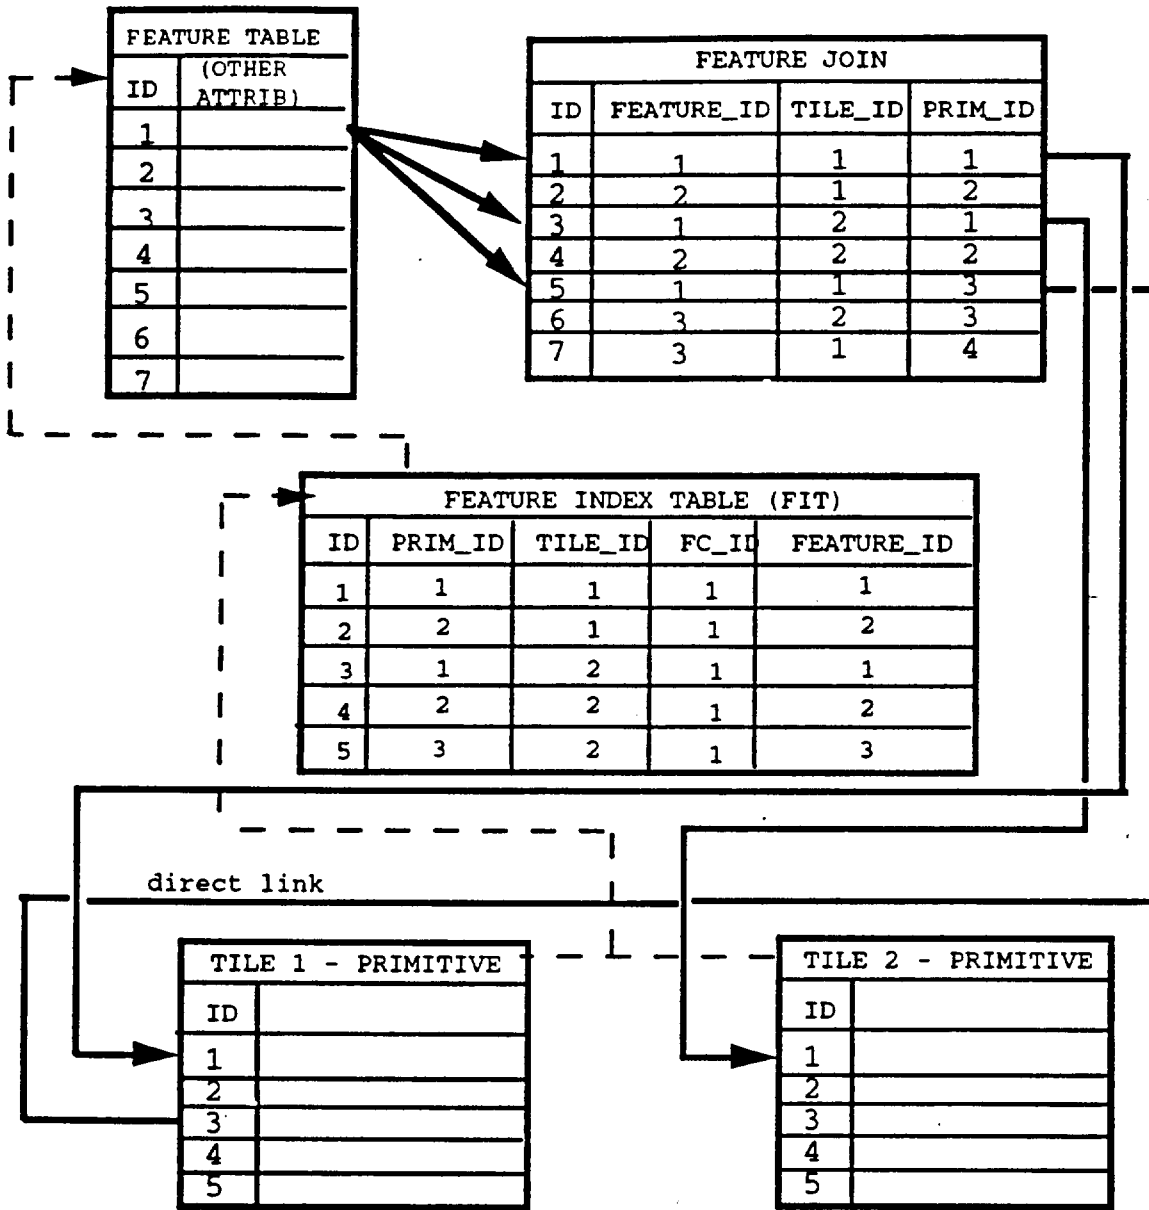 FEATURE TABLE
ID (OTHER ATTRIB)
1
2
3
4
5
6
7
FEATURE JOIN
ID FEATURE_ID TILE_ID PRIM_ID
1 1 1 1
2 2 1 2
3 1 2 1
4 2 2 2
5 1 1 3
6 3 2 3
7 3 1 4
FEATURE INDEX TABLE (FIT)
ID PRIM_ID TILE_ID FC_ID FEATURE_ID
1 1 1 1 1
2 2 1 1 2
3 1 2 1 1
4 2 2 1 2
5 3 2 1 3
direct link
TILE 1 - PRIMITIVE
ID
1
2
3
4
5
TILE 2 - PRIMITIVE
ID
1
2
3
4
5